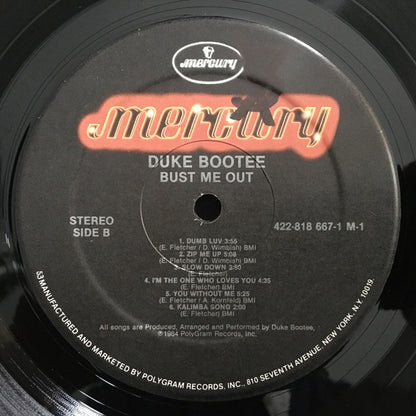 mercury
mercury
DUKE BOOTEE
BUST ME OUT
STEREO
SIDE B
422-818 667-1 M-1
1. DUMB LUV 3:55
(E. Fletcher / D. Wimbish) BMI
2. ZIP ME UP 5:08
(E. Fletcher / D. Wimbish) BMI
3. SLOW DOWN 3:50
(E. Fletcher)
4. I'M THE ONE WHO LOVES YOU 4:35
(E. Fletcher) BMI
5. YOU WITHOUT ME 5:25
(E. Fletcher / A. Kornfeld) BMI
6. KALIMBA SONG 2:00
(E. Fletcher) BMI
All songs are Produced, Arranged and Performed by Duke Bootee,
©1984 PolyGram Records, Inc.
53 MANUFACTURED AND MARKETED BY POLYGRAM RECORDS, INC., 810 SEVENTH AVENUE, NEW YORK, N.Y. 10019.